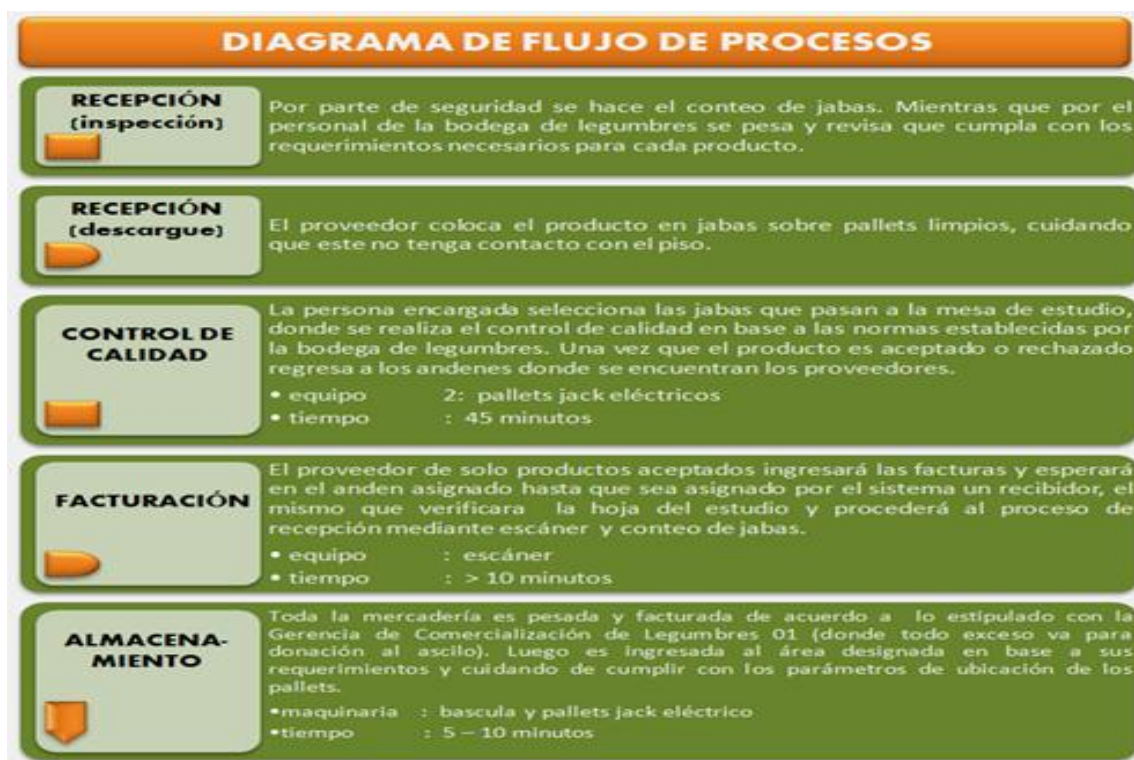 DIAGRAMA DE FLUJO DE PROCESOS
RECEPCIÓN
(inspección)
Por parte de seguridad se hace el conteo de jabas. Mientras que por el
personal de la bodega de legumbres se pesa y revisa que cumpla con los
requerimientos necesarios para cada producto.
RECEPCIÓN
(descargue)
El proveedor coloca el producto en jabas sobre pallets limpios, cuidando
que este no tenga contacto con el piso.
CONTROL DE
CALIDAD
La persona encargada selecciona las jabas que pasan a la mesa de estudio,
donde se realiza el control de calidad en base a las normas establecidas por
la bodega de legumbres. Una vez que el producto es aceptado o rechazado
regresa a los andenes donde se encuentran los proveedores.
• equipo 2: pallets jack eléctricos
• tiempo : 45 minutos
FACTURACIÓN
El proveedor de solo productos aceptados ingresará las facturas y esperará
en el anden asignado hasta que sea asignado por el sistema un recibidor, el
mismo que verificara la hoja del estudio y procederá al proceso de
recepción mediante escáner y conteo de jabas.
• equipo : escáner
• tiempo : > 10 minutos
ALMACENA-
MIENTO
Toda la mercadería es pesada y facturada de acuerdo a lo estipulado con la
Gerencia de Comercialización de Legumbres 01 (donde todo exceso va para
donación al ascilo). Luego es ingresada al área designada en base a sus
requerimientos y cuidando de cumplir con los parámetros de ubicación de los
pallets.
•maquinaria : bascula y pallets jack eléctrico
•tiempo : 5 – 10 minutos